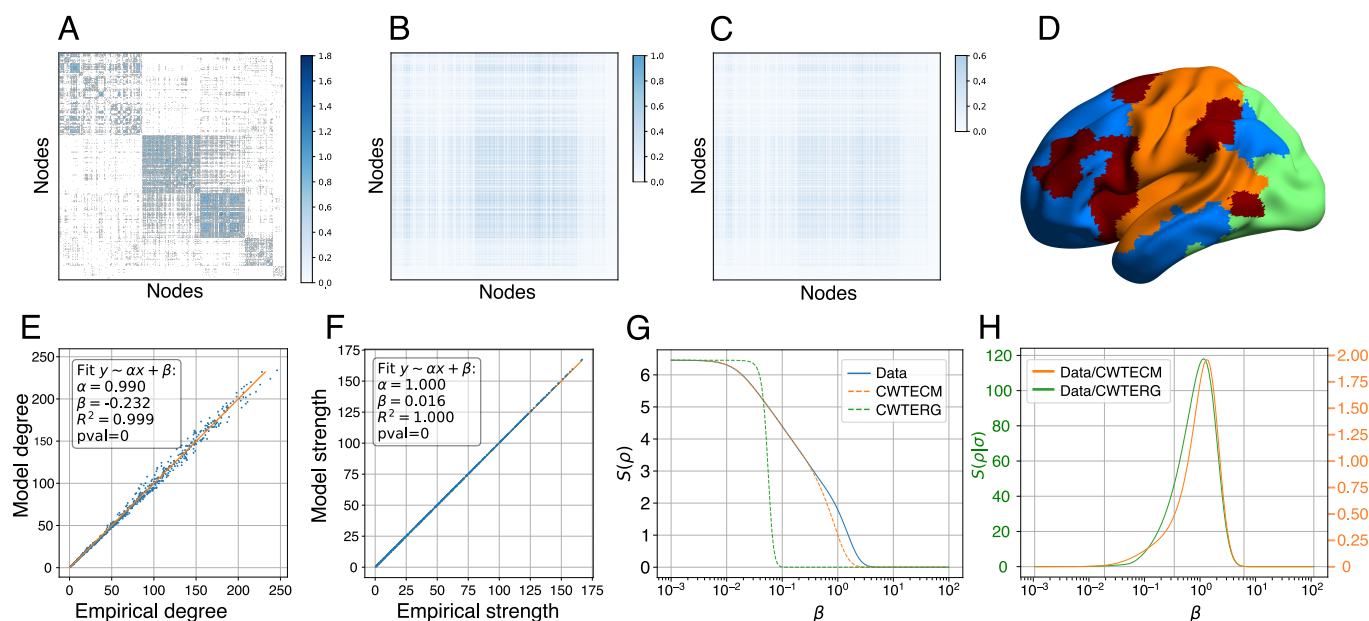 A
B
C
D
1.8
1.6
1.4
1.2
1.0
0.8
0.6
0.4
0.2
0.0
Nodes
Nodes
1.0
0.8
0.6
0.4
0.2
0.0
Nodes
Nodes
0.6
0.4
0.2
0.0
Nodes
Nodes
E
250
200
150
100
50
0
Model degree
Fit y ~ αx + β:
α = 0.990
β = -0.232
R² = 0.999
pval=0
0 50 100 150 200 250
Empirical degree
F
175
150
125
100
75
50
25
0
Model strength
Fit y ~ αx + β:
α = 1.000
β = 0.016
R² = 1.000
pval=0
0 25 50 75 100 125 150 175
Empirical strength
G
6
5
4
3
2
1
0
S(ρ)
Data
CWTECM
CWTERG
10⁻³ 10⁻² 10⁻¹ 10⁰ 10¹ 10²
β
H
120
100
80
60
40
20
0
S(ρ|σ)
Data/CWTECM
Data/CWTERG
2.00
1.75
1.50
1.25
1.00
0.75
0.50
0.25
0
10⁻³ 10⁻² 10⁻¹ 10⁰ 10¹ 10²
β